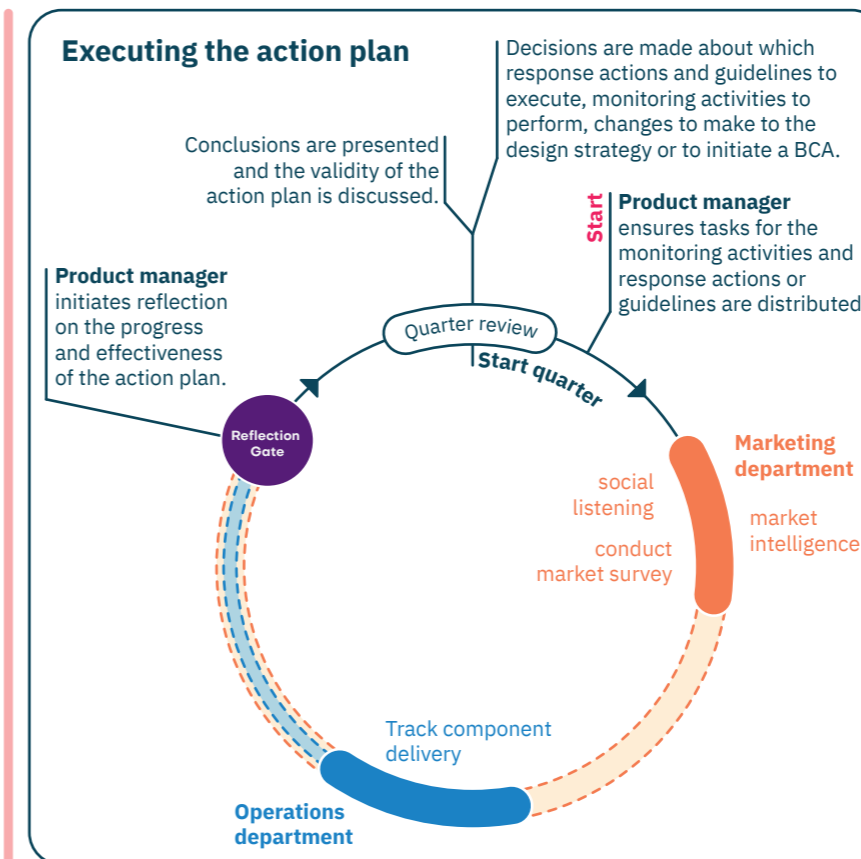 Executing the action plan
Decisions are made about which
response actions and guidelines to
execute, monitoring activities to
perform, changes to make to the
design strategy or to initiate a BCA.
Conclusions are presented
and the validity of the
action plan is discussed.
Start
Product manager
ensures tasks for the
monitoring activities and
response actions or
guidelines are distributed
Product manager
initiates reflection
on the progress
and effectiveness
of the action plan.
Quarter review
Start quarter
Reflection
Gate
Marketing
department
social
listening
market
intelligence
conduct
market survey
Track component
delivery
Operations
department